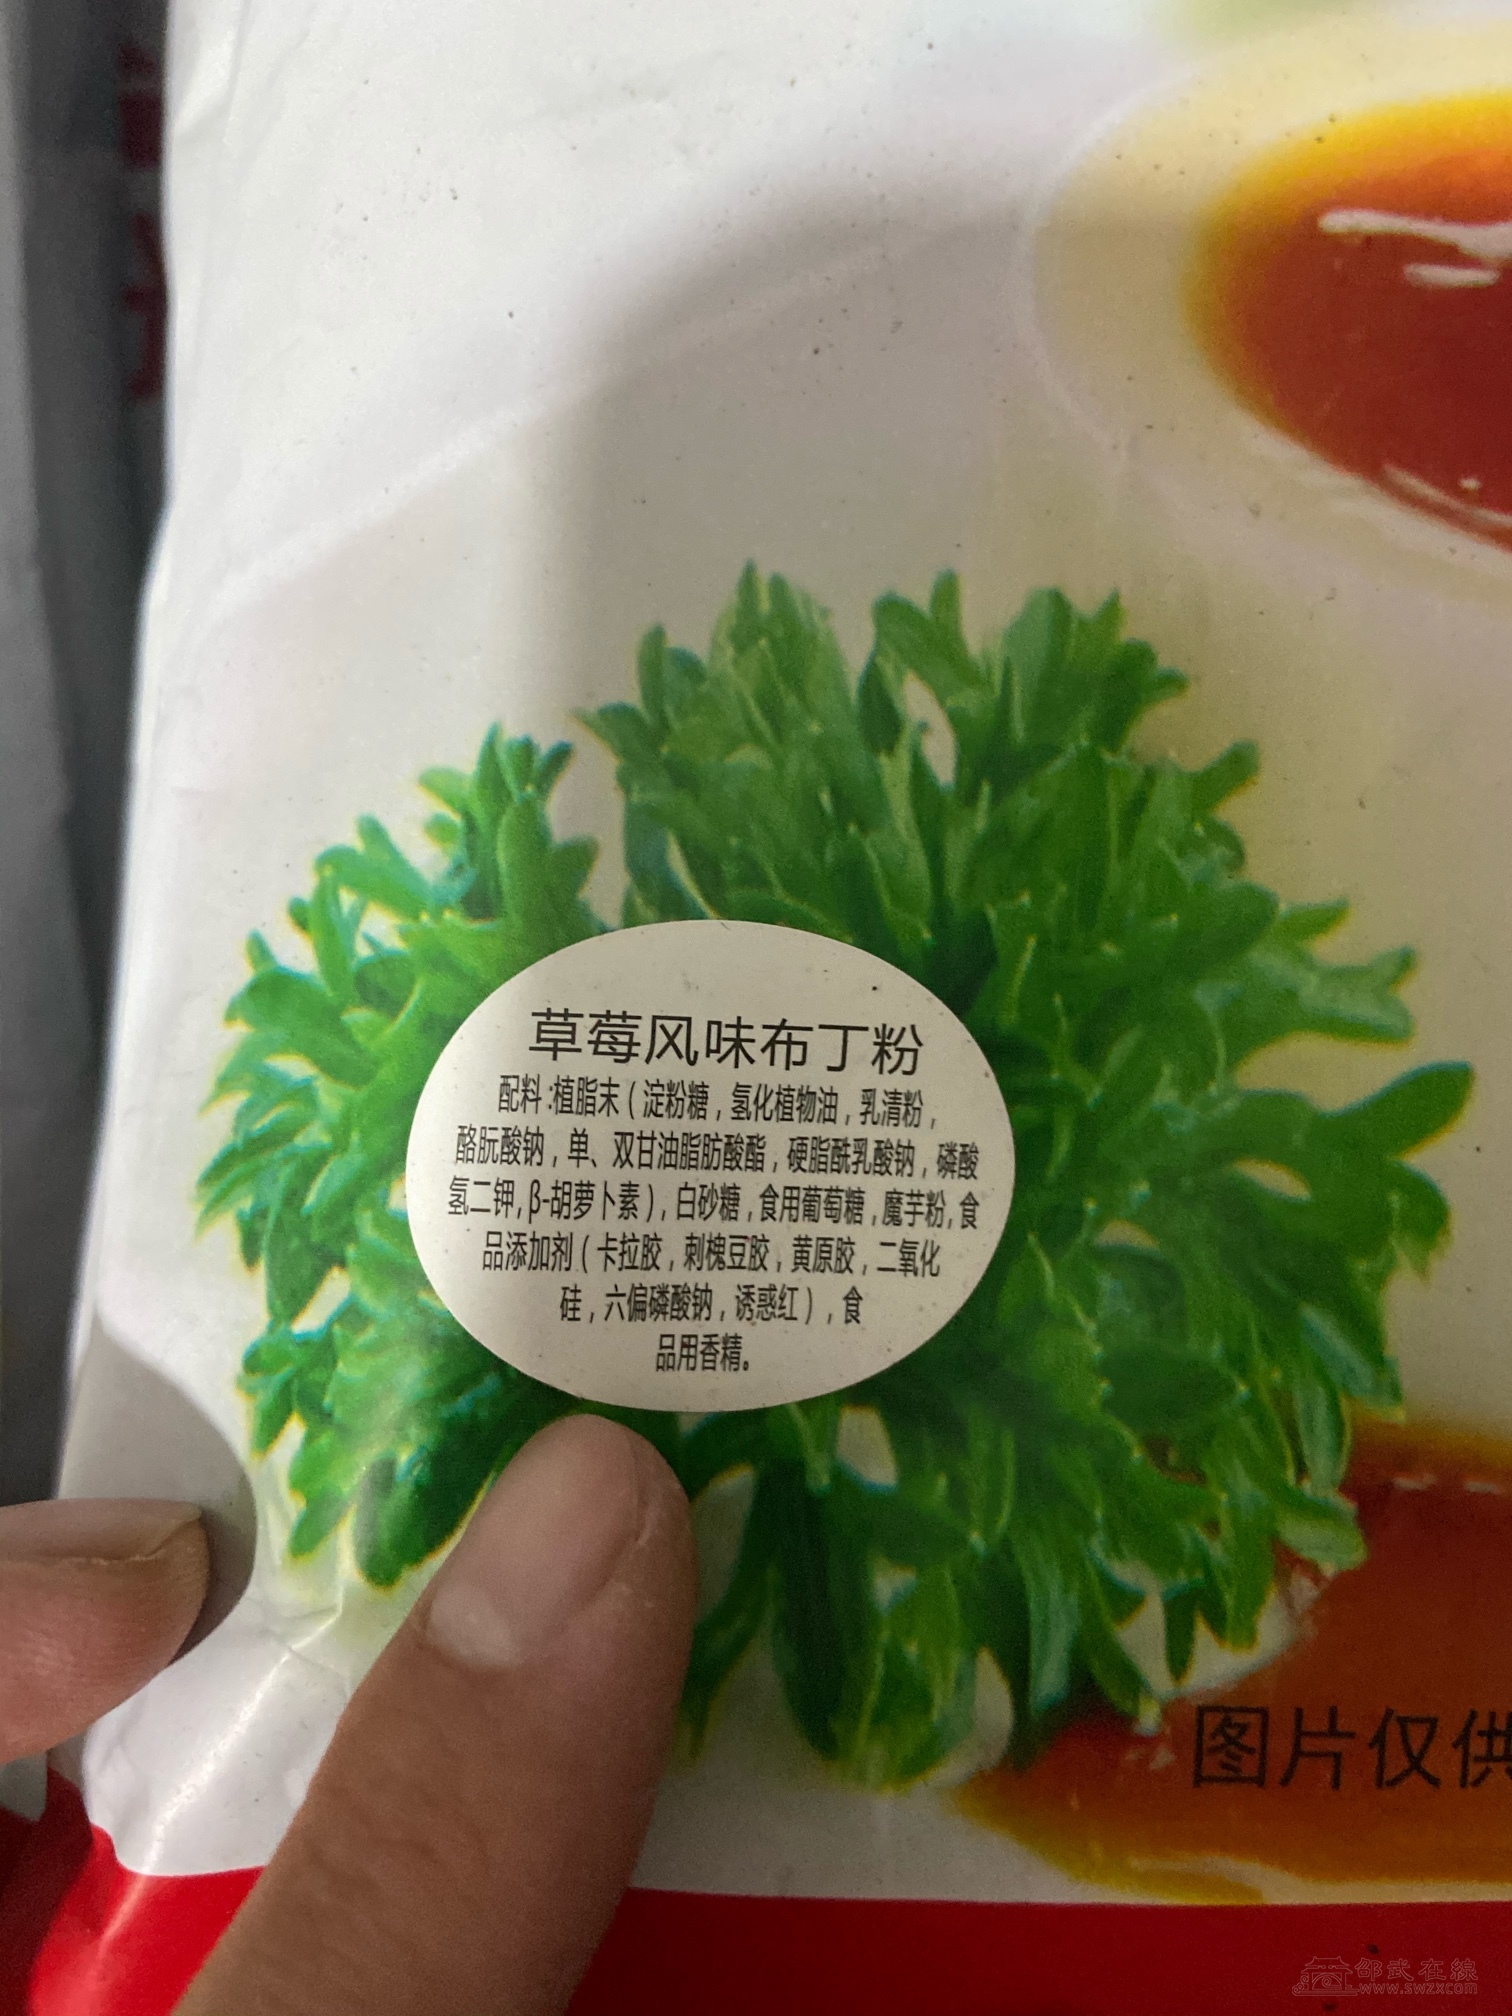 草莓风味布丁粉
配料:植脂末(淀粉糖,氢化植物油,乳清粉,
酪朊酸钠,单、双甘油脂肪酸酯,硬脂酰乳酸钠,磷酸
氢二钾,β-胡萝卜素),白砂糖,食用葡萄糖,魔芋粉,食
品添加剂(卡拉胶,刺槐豆胶,黄原胶,二氧化
硅,六偏磷酸钠,诱惑红),食
品用香精。
图片仅供
邵武在線
www.swzx.com